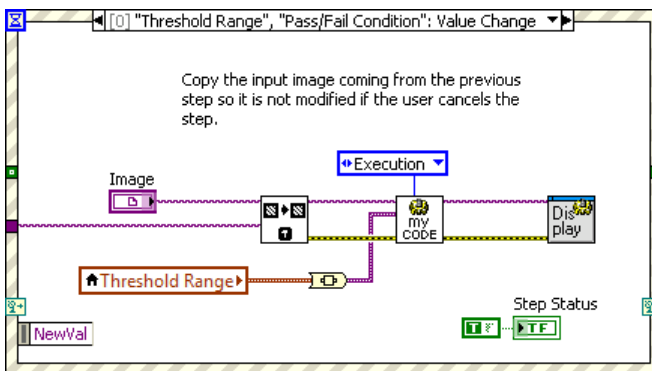 [0] "Threshold Range", "Pass/Fail Condition": Value Change
Copy the input image coming from the previous
step so it is not modified if the user cancels the
step.
Execution
Image
my
CODE
Dis
play
Threshold Range
Step Status
T
TF
NewVal